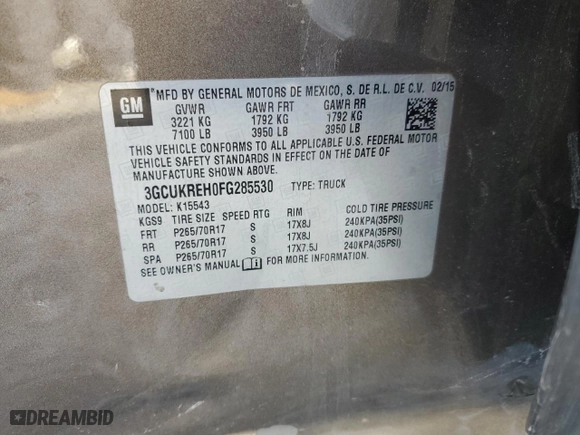 GM
MFD BY GENERAL MOTORS DE MEXICO, S. DE R.L. DE C.V. 02/15
GVWR GAWR FRT GAWR RR
3221 KG 1792 KG 1792 KG
7100 LB 3950 LB 3950 LB
THIS VEHICLE CONFORMS TO ALL APPLICABLE U.S. FEDERAL MOTOR
VEHICLE SAFETY STANDARDS IN EFFECT ON THE DATE OF
MANUFACTURE SHOWN ABOVE.
3GCUKREH0FG285530 TYPE: TRUCK
MODEL: K15543
KGS9 TIRE SIZE SPEED RTG RIM COLD TIRE PRESSURE
FRT P265/70R17 S 17X8J 240KPA(35PSI)
RR P265/70R17 S 17X8J 240KPA(35PSI)
SPA P265/70R17 S 17X7.5J 240KPA(35PSI)
SEE OWNER'S MANUAL FOR MORE INFORMATION.
DREAMBID